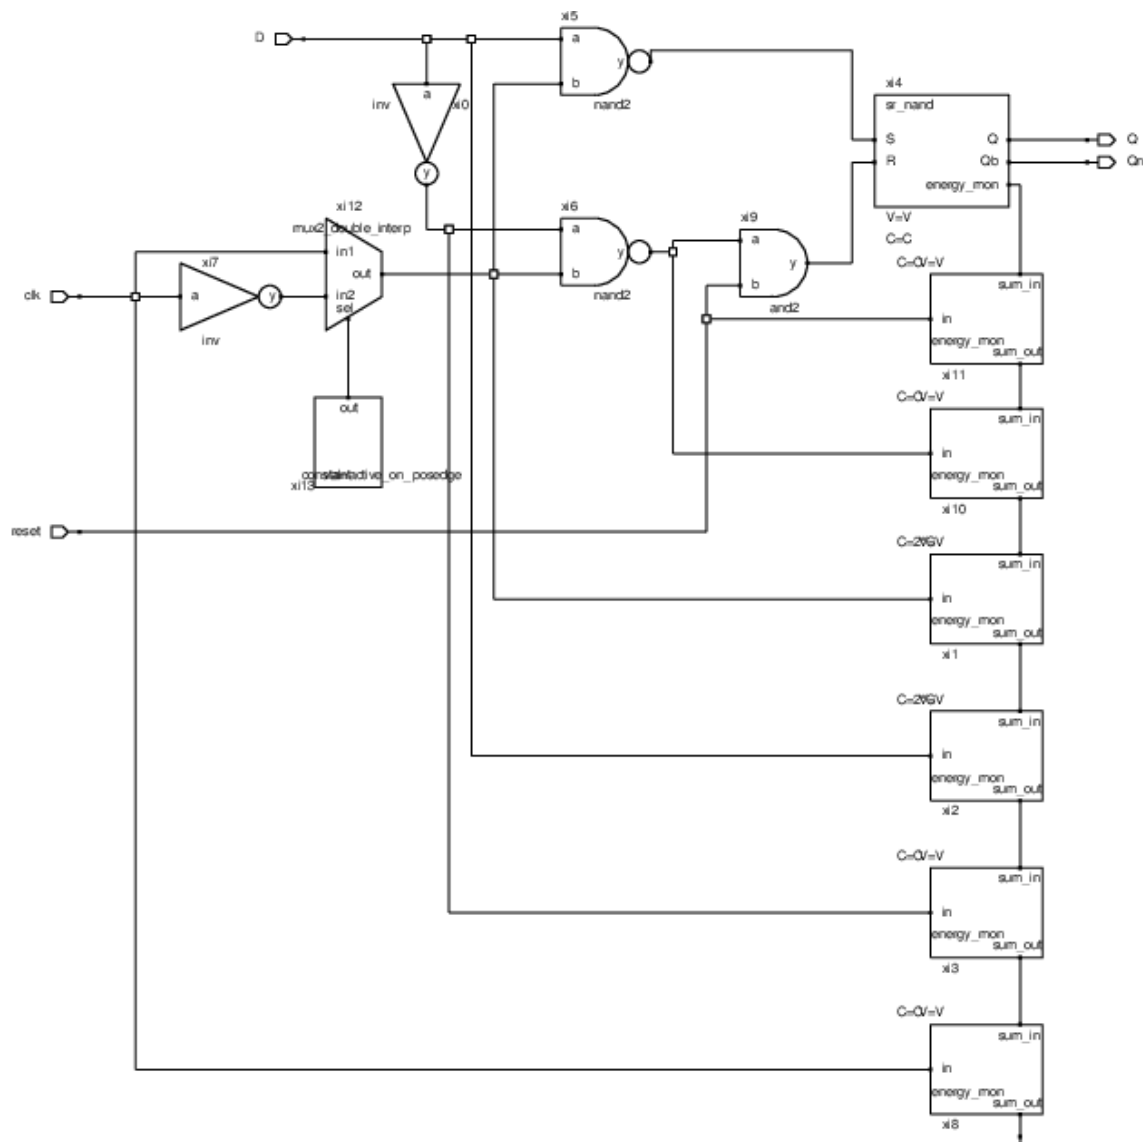 xi5
D
a
y
b
nand2
inv
a
xi0
y
xi4
sr_nand
S
Q
Q
R
Qb
Qn
energy_mon
V=V
C=C
xi12
mux2_double_interp
in1
out
in2
sel
xi6
a
y
b
nand2
xi9
a
y
b
and2
clk
xi7
a
y
inv
out
xi13
reset
C=C
V=V
sum_in
in
energy_mon
sum_out
xi11
C=C
V=V
sum_in
in
energy_mon
sum_out
xi10
sum_in
in
energy_mon
sum_out
xi1
sum_in
in
energy_mon
sum_out
xi2
C=C
V=V
sum_in
in
energy_mon
sum_out
xi3
C=C
V=V
sum_in
in
energy_mon
sum_out
xi8